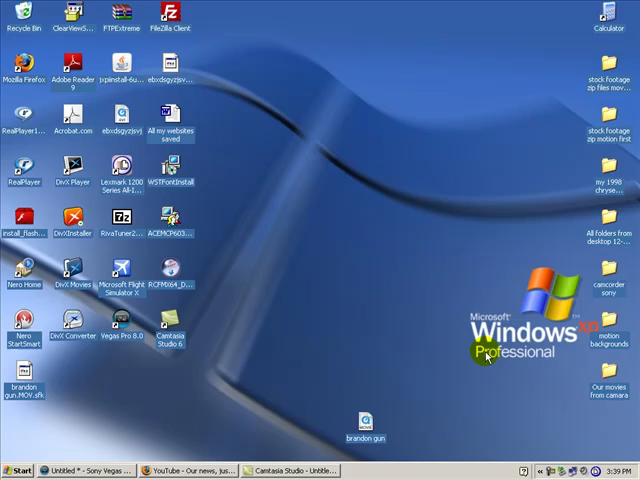 Recycle Bin
ClearViewS...
FTPExtreme
FileZilla Client
Calculator
Mozilla Firefox
Adobe Reader
9
jxpiinstall-6u...
ebxdsgyzjsv...
stock footage
zip files mov...
RealPlayer1...
Acrobat.com
ebxdsgyzjsvj
All my websites
saved
stock footage
zip motion first
RealPlayer
DivX Player
Lexmark 1200
Series All-I...
WSTFontInstall
my 1998
chryse...
install_flash...
DivXInstaller
RivaTuner2...
ACEMCP603...
All folders from
desktop 12-...
Nero Home
DivX Movies
Microsoft Flight
Simulator X
RCFMX64_D...
camcorder
sony
Microsoft
Windows XP
Professional
Nero
StartSmart
DivX Converter
Vegas Pro 8.0
Camtasia
Studio 6
motion
backgrounds
brandon
gun.MOV.sfk
Our movies
from camara
MOVIE
brandon gun
Start
Untitled * - Sony Vegas ...
YouTube - Our news, jus...
Camtasia Studio - Untitle...
3:39 PM